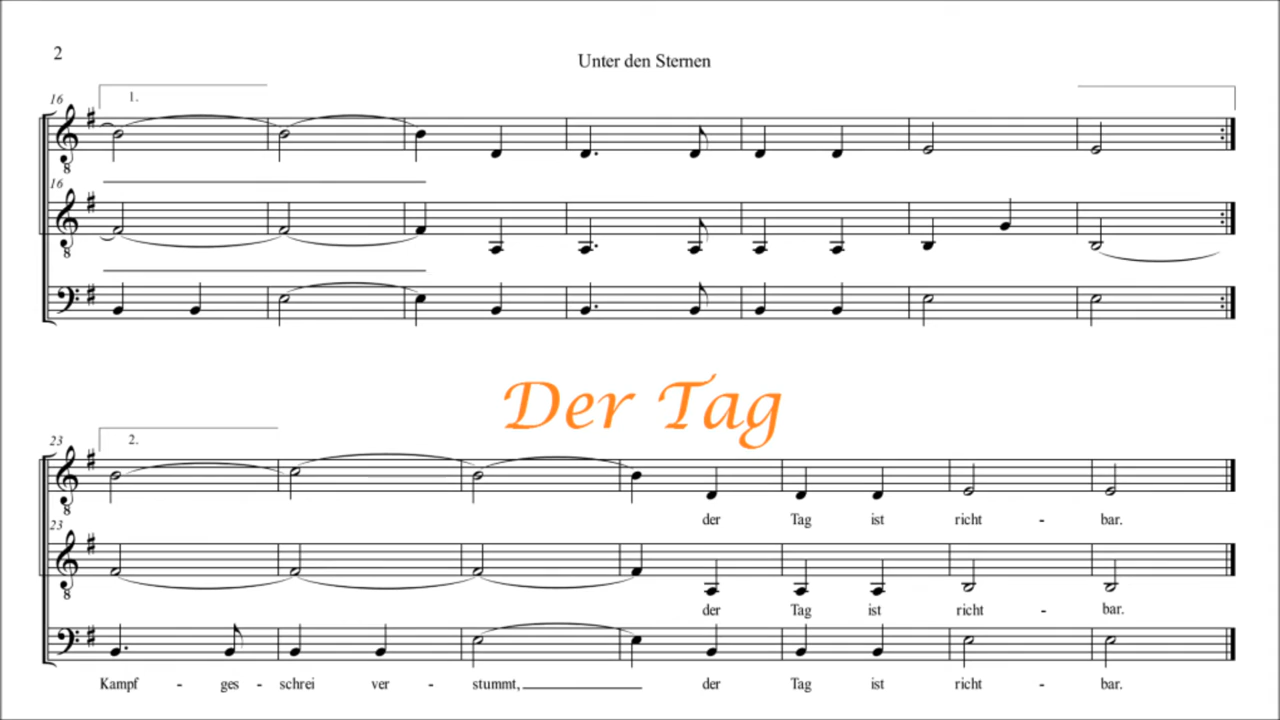 2
Unter den Sternen
1.
16
16
Der Tag
2.
23
der Tag ist richt - bar.
23
der Tag ist richt - bar.
Kampf - ges - schrei ver - stummt, der Tag ist richt - bar.